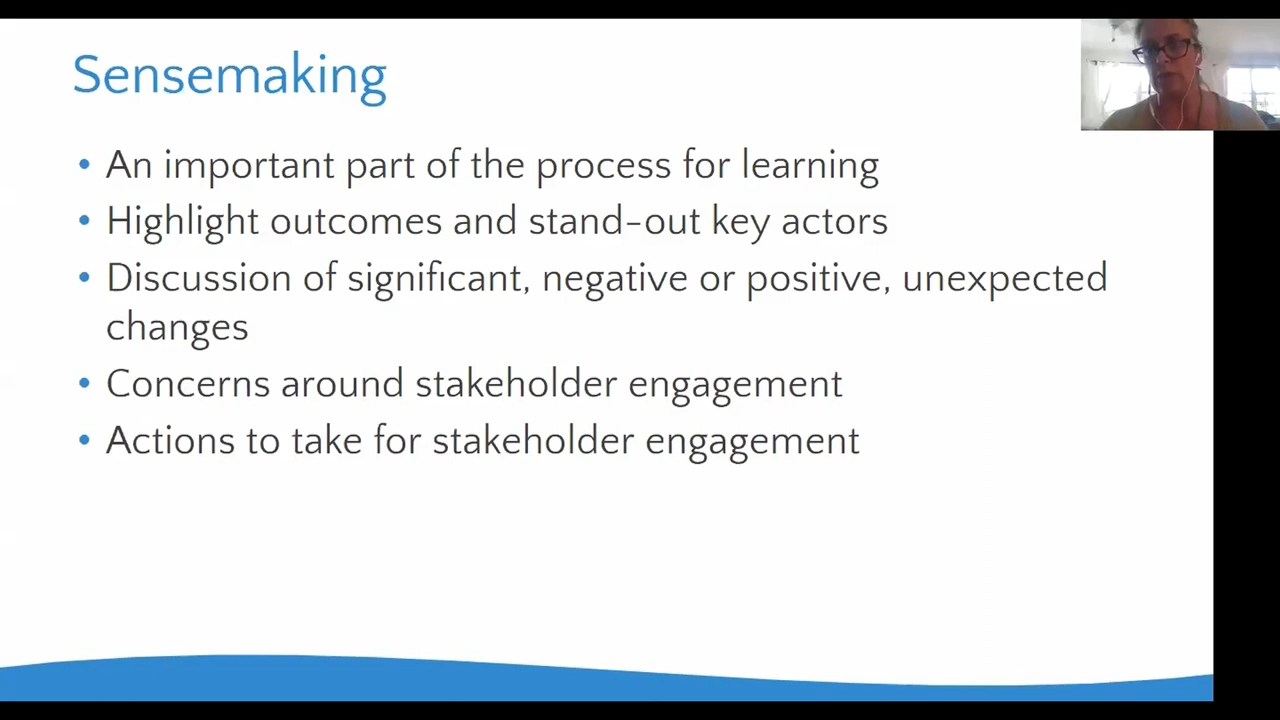 Sensemaking
• An important part of the process for learning
• Highlight outcomes and stand-out key actors
• Discussion of significant, negative or positive, unexpected
changes
• Concerns around stakeholder engagement
• Actions to take for stakeholder engagement